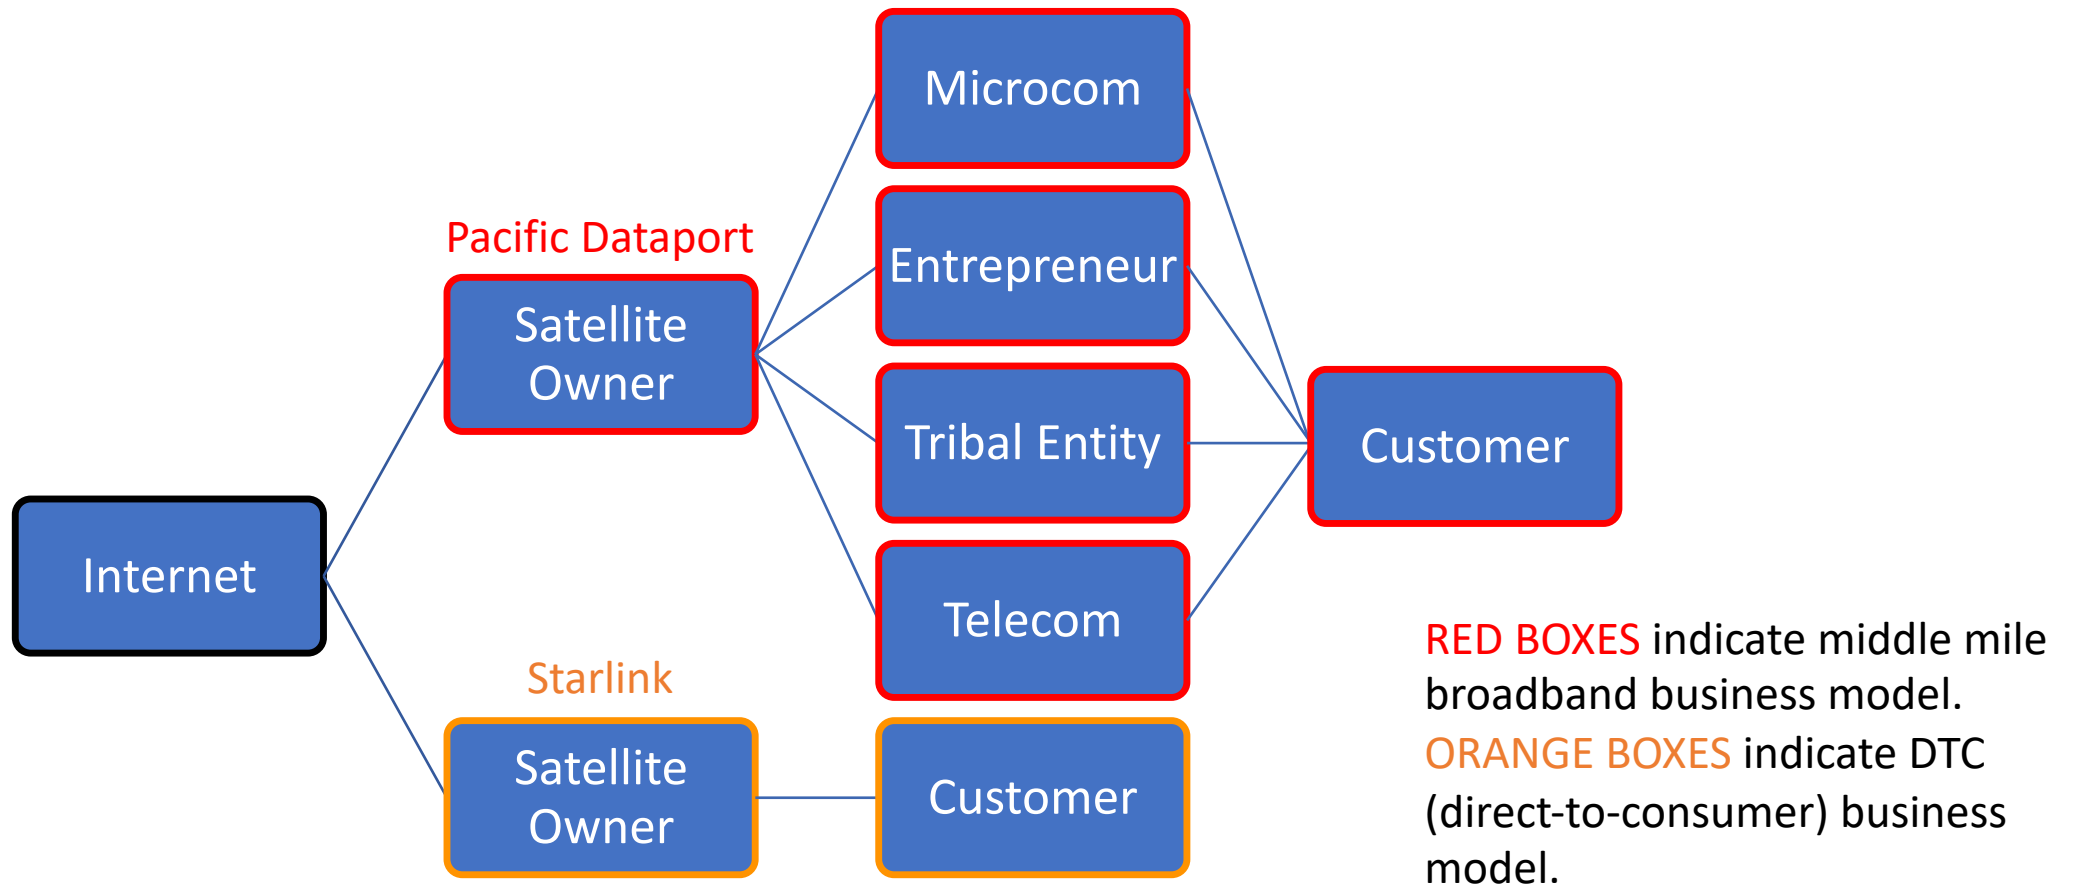 Internet
Pacific Dataport
Satellite
Owner
Starlink
Satellite
Owner
Microcom
Entrepreneur
Tribal Entity
Telecom
Customer
Customer
RED BOXES indicate middle mile
broadband business model.
ORANGE BOXES indicate DTC
(direct-to-consumer) business
model.